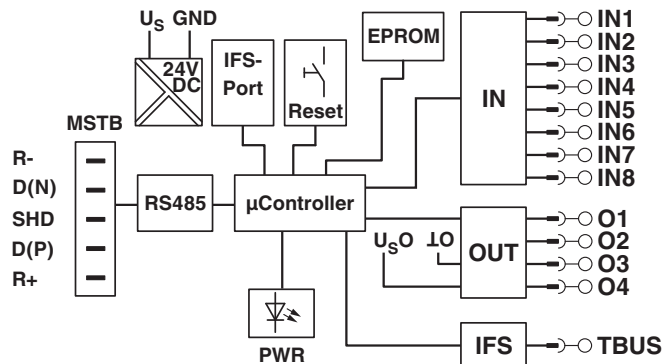 US GND
24V
DC
IFS-
Port
Reset
EPROM
IN
IN1
IN2
IN3
IN4
IN5
IN6
IN7
IN8
MSTB
R-
D(N)
SHD
D(P)
R+
RS485
µController
USO
OT
OUT
O1
O2
O3
O4
PWR
IFS
TBUS